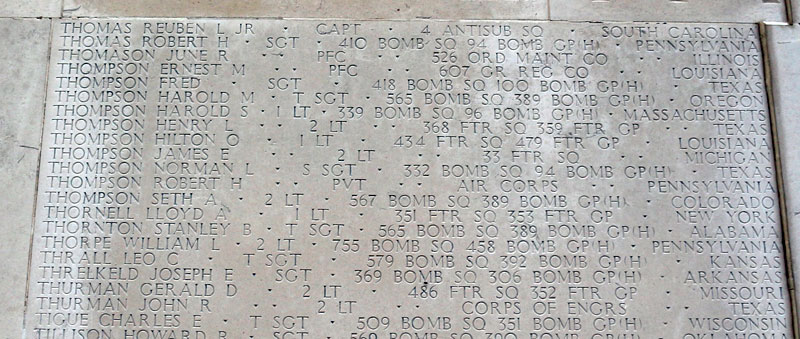 THOMAS REUBEN L JR · CAPT · 4 ANTISUB SQ · SOUTH CAROLINA
THOMAS ROBERT H · SGT · 410 BOMB SQ 94 BOMB GP(H) · PENNSYLVANIA
THOMASON JUNE R · PFC · 526 ORD MAINT CO · ILLINOIS
THOMPSON ERNEST M · PFC · 607 GR REG CO · LOUISIANA
THOMPSON FRED · SGT · 418 BOMB SQ 100 BOMB GP(H) · TEXAS
THOMPSON HAROLD M · T SGT · 565 BOMB SQ 389 BOMB GP(H) · OREGON
THOMPSON HAROLD S · 1 LT · 339 BOMB SQ 96 BOMB GP(H) · MASSACHUSETTS
THOMPSON HENRY L · 2 LT · 368 FTR SQ 359 FTR GP · TEXAS
THOMPSON HILTON O · 1 LT · 434 FTR SQ 479 FTR GP · LOUISIANA
THOMPSON JAMES E · 2 LT · 33 FTR SQ · MICHIGAN
THOMPSON NORMAN L · S SGT · 332 BOMB SQ 94 BOMB GP(H) · TEXAS
THOMPSON ROBERT H · PVT · AIR CORPS · PENNSYLVANIA
THOMPSON SETH A · 2 LT · 567 BOMB SQ 389 BOMB GP(H) · COLORADO
THORNELL LLOYD A · 1 LT · 351 FTR SQ 353 FTR GP · NEW YORK
THORNTON STANLEY B · T SGT · 565 BOMB SQ 389 BOMB GP(H) · ALABAMA
THORPE WILLIAM L · 2 LT · 755 BOMB SQ 458 BOMB GP(H) · PENNSYLVANIA
THRALL LEO C · T SGT · 579 BOMB SQ 392 BOMB GP(H) · KANSAS
THRELKELD JOSEPH E · SGT · 369 BOMB SQ 306 BOMB GP(H) · ARKANSAS
THURMAN GERALD D · 2 LT · 486 FTR SQ 352 FTR GP · MISSOURI
THURMAN JOHN R · 2 LT · CORPS OF ENGRS · TEXAS
TIGUE CHARLES E · T SGT · 509 BOMB SQ 351 BOMB GP(H) · WISCONSIN
TILLISON HOWARD R · SGT · BOMB SQ BOMB GP(H) · OKLAHOMA